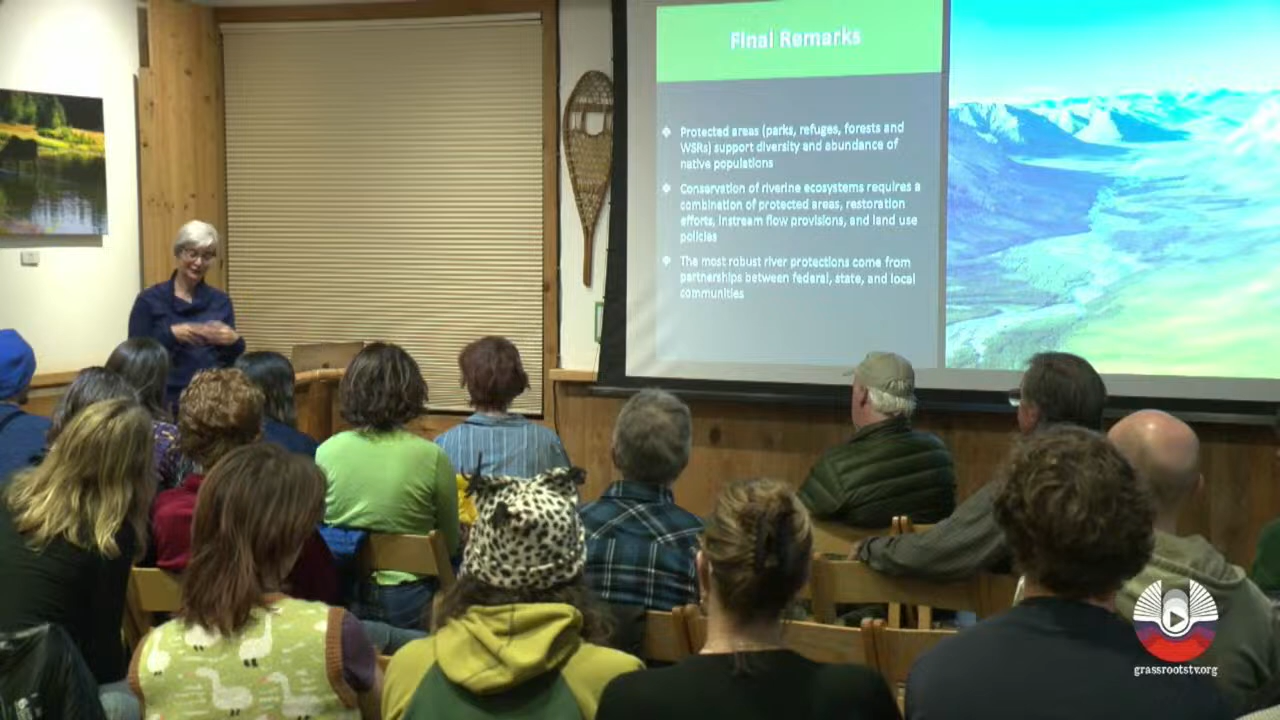 Final Remarks
Protected areas (parks, refuges, forests and
WSRs) support diversity and abundance of
native populations
Conservation of riverine ecosystems requires a
combination of protected areas, restoration
efforts, instream flow provisions, and land use
policies
The most robust river protections come from
partnerships between federal, state, and local
communities
grassrootstv.org